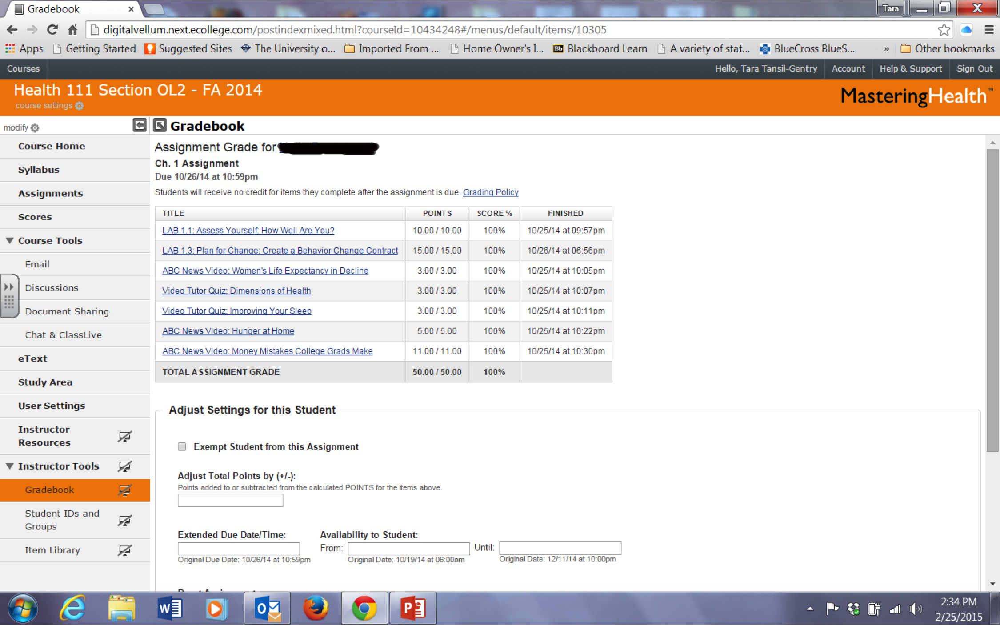 Gradebook
Tara
digitalvellum.next.ecollege.com/postindexmixed.html?courseId=10434248#/menus/default/items/10305
Apps Getting Started Suggested Sites The University o... Imported From ... Home Owner's I... Blackboard Learn A variety of stat... BlueCross BlueS... » Other bookmarks
Courses Hello, Tara Tansil-Gentry Account Help & Support Sign Out
Health 111 Section OL2 - FA 2014
course settings
MasteringHealth™
modify
Gradebook
Course Home
Syllabus
Assignments
Scores
Course Tools
Email
Discussions
Document Sharing
Chat & ClassLive
eText
Study Area
User Settings
Instructor
Resources
Instructor Tools
Gradebook
Student IDs and
Groups
Item Library
Assignment Grade for
Ch. 1 Assignment
Due 10/26/14 at 10:59pm
Students will receive no credit for items they complete after the assignment is due. Grading Policy
TITLE POINTS SCORE % FINISHED
LAB 1.1: Assess Yourself: How Well Are You? 10.00 / 10.00 100% 10/25/14 at 09:57pm
LAB 1.3: Plan for Change: Create a Behavior Change Contract 15.00 / 15.00 100% 10/26/14 at 06:56pm
ABC News Video: Women's Life Expectancy in Decline 3.00 / 3.00 100% 10/25/14 at 10:05pm
Video Tutor Quiz: Dimensions of Health 3.00 / 3.00 100% 10/25/14 at 10:07pm
Video Tutor Quiz: Improving Your Sleep 3.00 / 3.00 100% 10/25/14 at 10:11pm
ABC News Video: Hunger at Home 5.00 / 5.00 100% 10/25/14 at 10:22pm
ABC News Video: Money Mistakes College Grads Make 11.00 / 11.00 100% 10/25/14 at 10:30pm
TOTAL ASSIGNMENT GRADE 50.00 / 50.00 100%
Adjust Settings for this Student
Exempt Student from this Assignment
Adjust Total Points by (+/-):
Points added to or subtracted from the calculated POINTS for the items above.
Extended Due Date/Time: Availability to Student:
From: Until:
Original Due Date: 10/26/14 at 10:59pm Original Date: 10/19/14 at 06:00am Original Date: 12/11/14 at 10:00pm
2:34 PM
2/25/2015